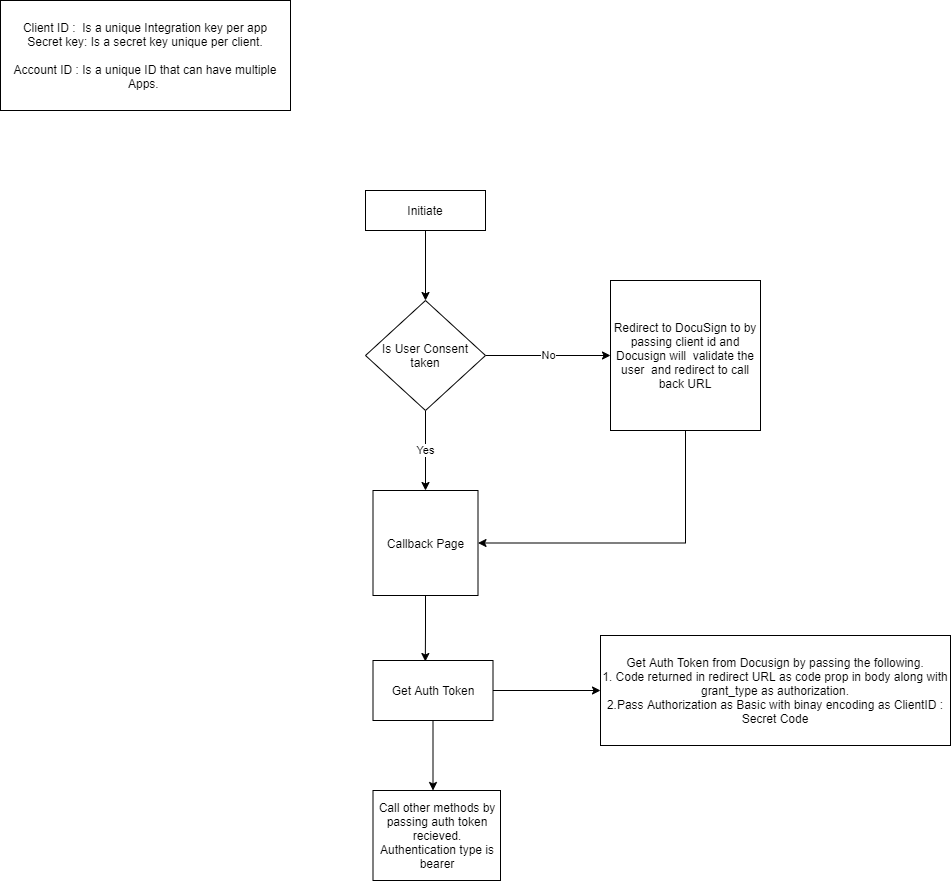 Client ID :  Is a unique Integration key per app
Secret key: Is a secret key unique per client.
Account ID : Is a unique ID that can have multiple
Apps.
Initiate
Is User Consent
taken
No
Redirect to DocuSign to by
passing client id and
Docusign will  validate the
user  and redirect to call
back URL
Yes
Callback Page
Get Auth Token
Get Auth Token from Docusign by passing the following.
1. Code returned in redirect URL as code prop in body along with
grant_type as authorization.
2.Pass Authorization as Basic with binay encoding as ClientID :
Secret Code
Call other methods by
passing auth token
recieved.
Authentication type is
bearer